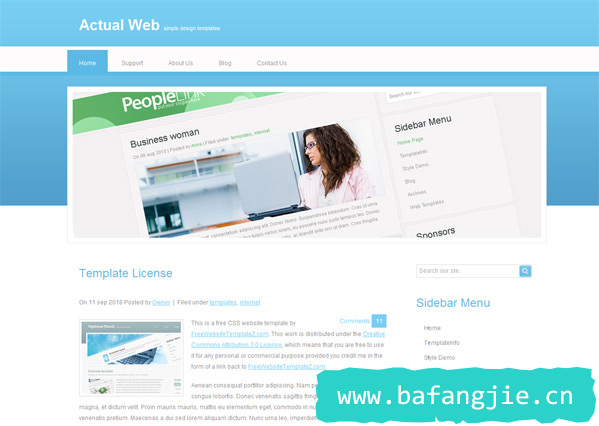 Actual Web simple design templates
Home Support About Us Blog Contact Us
PeopleLink
Business woman
On 09 aug 2010 | Posted by Anna | Filed under templates, internet
Search our site
Sidebar Menu
Home Page
TemplateInfo
Style Demo
Blog
Archives
Web Templates
Sponsors
Template License
On 11 sep 2016 Posted by Owner | Filed under templates, internet
Comments 11
This is a free CSS website template by
FreeWebsiteTemplateZ.com. This work is distributed under the Creative
Commons Attribution 3.0 License, which means that you are free to use
it for any personal or commercial purpose provided you credit me in the
form of a link back to FreeWebsiteTemplateZ.com.
Aenean consequat porttitor adipiscing. Nam pe
congue lobortis. Donec venenatis sagittis fring
magna, et dictum velit. Proin mauris mauris, mattis eu elementum eget, commodo in nu
venenatis pretium. Maecenas a dui sed lorem aliquam dictum. Nunc urna leo, imperdiet
Search our site:
Sidebar Menu
Home
TemplateInfo
Style Demo
www.bafangjie.cn